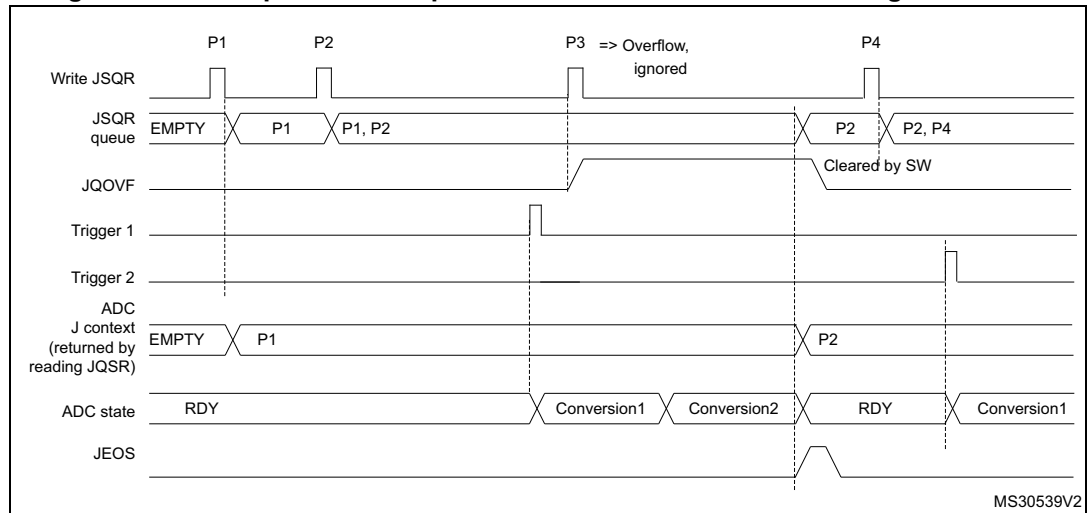 P1 P2 P3 => Overflow, P4
ignored
Write JSQR
JSQR
queue
EMPTY P1 P1, P2 P2 P2, P4
Cleared by SW
JQOVF
Trigger 1
Trigger 2
ADC
J context
(returned by
reading JQSR)
EMPTY P1 P2
ADC state RDY Conversion1 Conversion2 RDY Conversion1
JEOS
MS30539V2